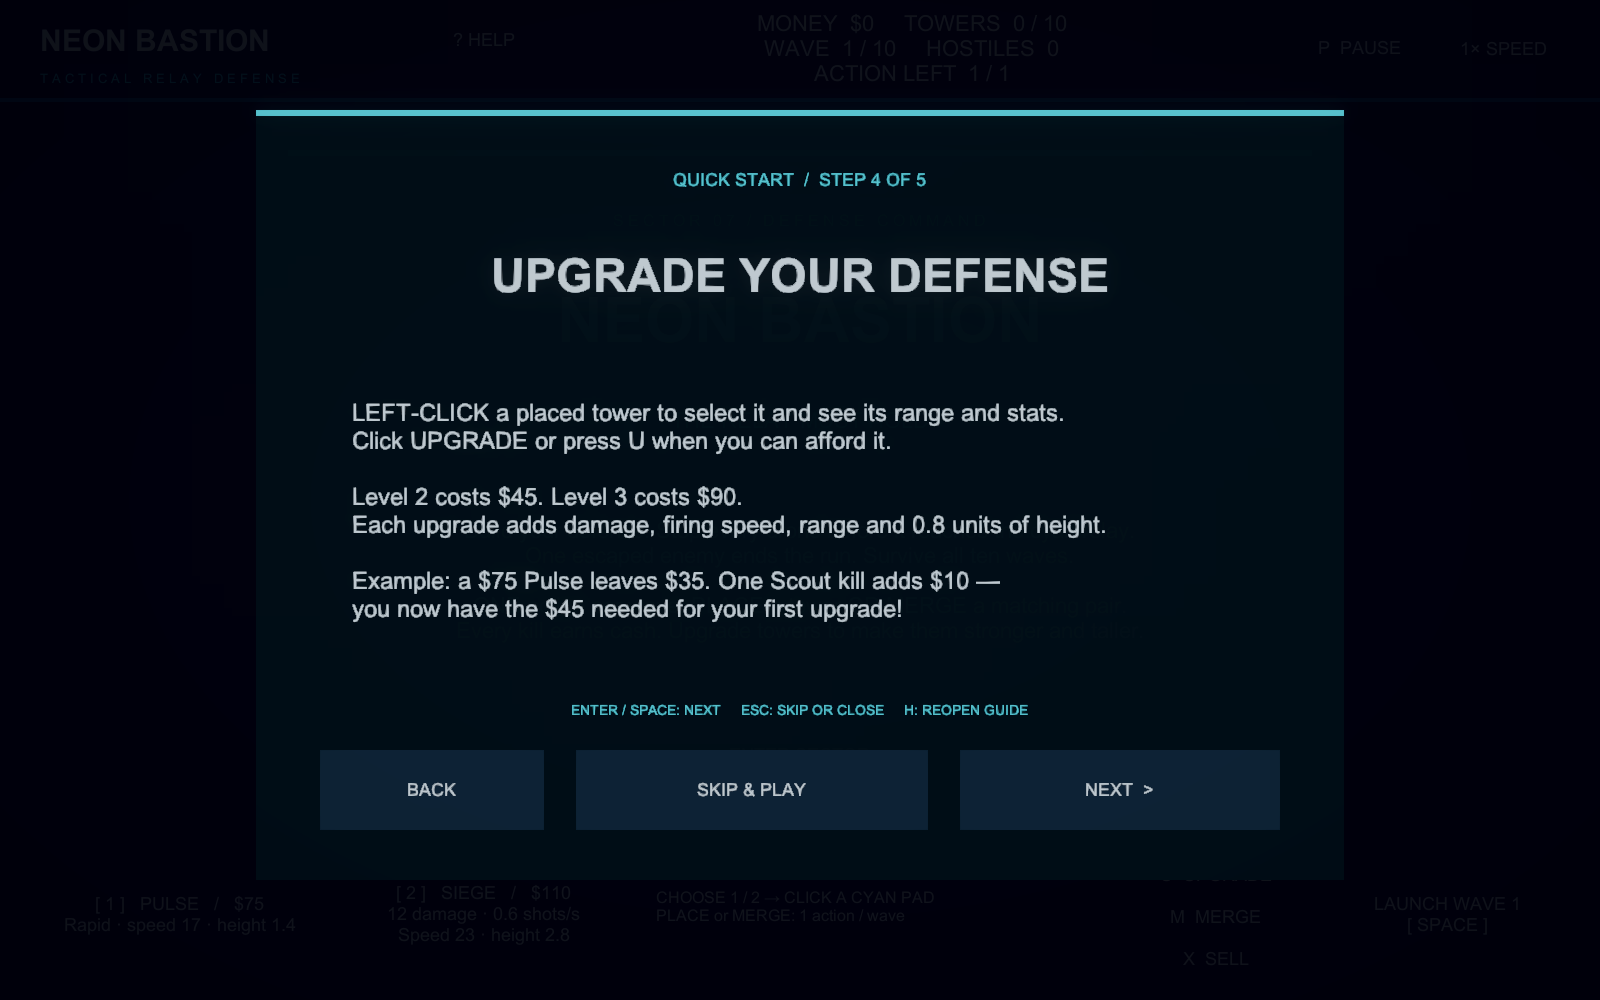 NEON BASTION
TACTICAL RELAY DEFENSE
? HELP
MONEY $0 TOWERS 0 / 10
WAVE 1 / 10 HOSTILES 0
ACTION LEFT 1 / 1
P PAUSE
1× SPEED
QUICK START / STEP 4 OF 5
UPGRADE YOUR DEFENSE
NEON BASTION
LEFT-CLICK a placed tower to select it and see its range and stats.
Click UPGRADE or press U when you can afford it.
Level 2 costs $45. Level 3 costs $90.
Each upgrade adds damage, firing speed, range and 0.8 units of height.
Example: a $75 Pulse leaves $35. One Scout kill adds $10 —
you now have the $45 needed for your first upgrade!
ENTER / SPACE: NEXT ESC: SKIP OR CLOSE H: REOPEN GUIDE
BACK
SKIP & PLAY
NEXT >
[ 1 ] PULSE / $75
Rapid · speed 17 · height 1.4
[ 2 ] SIEGE / $110
12 damage · 0.6 shots/s
Speed 23 · height 2.8
CHOOSE 1 / 2 → CLICK A CYAN PAD
PLACE or MERGE: 1 action / wave
M MERGE
X SELL
LAUNCH WAVE 1
[ SPACE ]